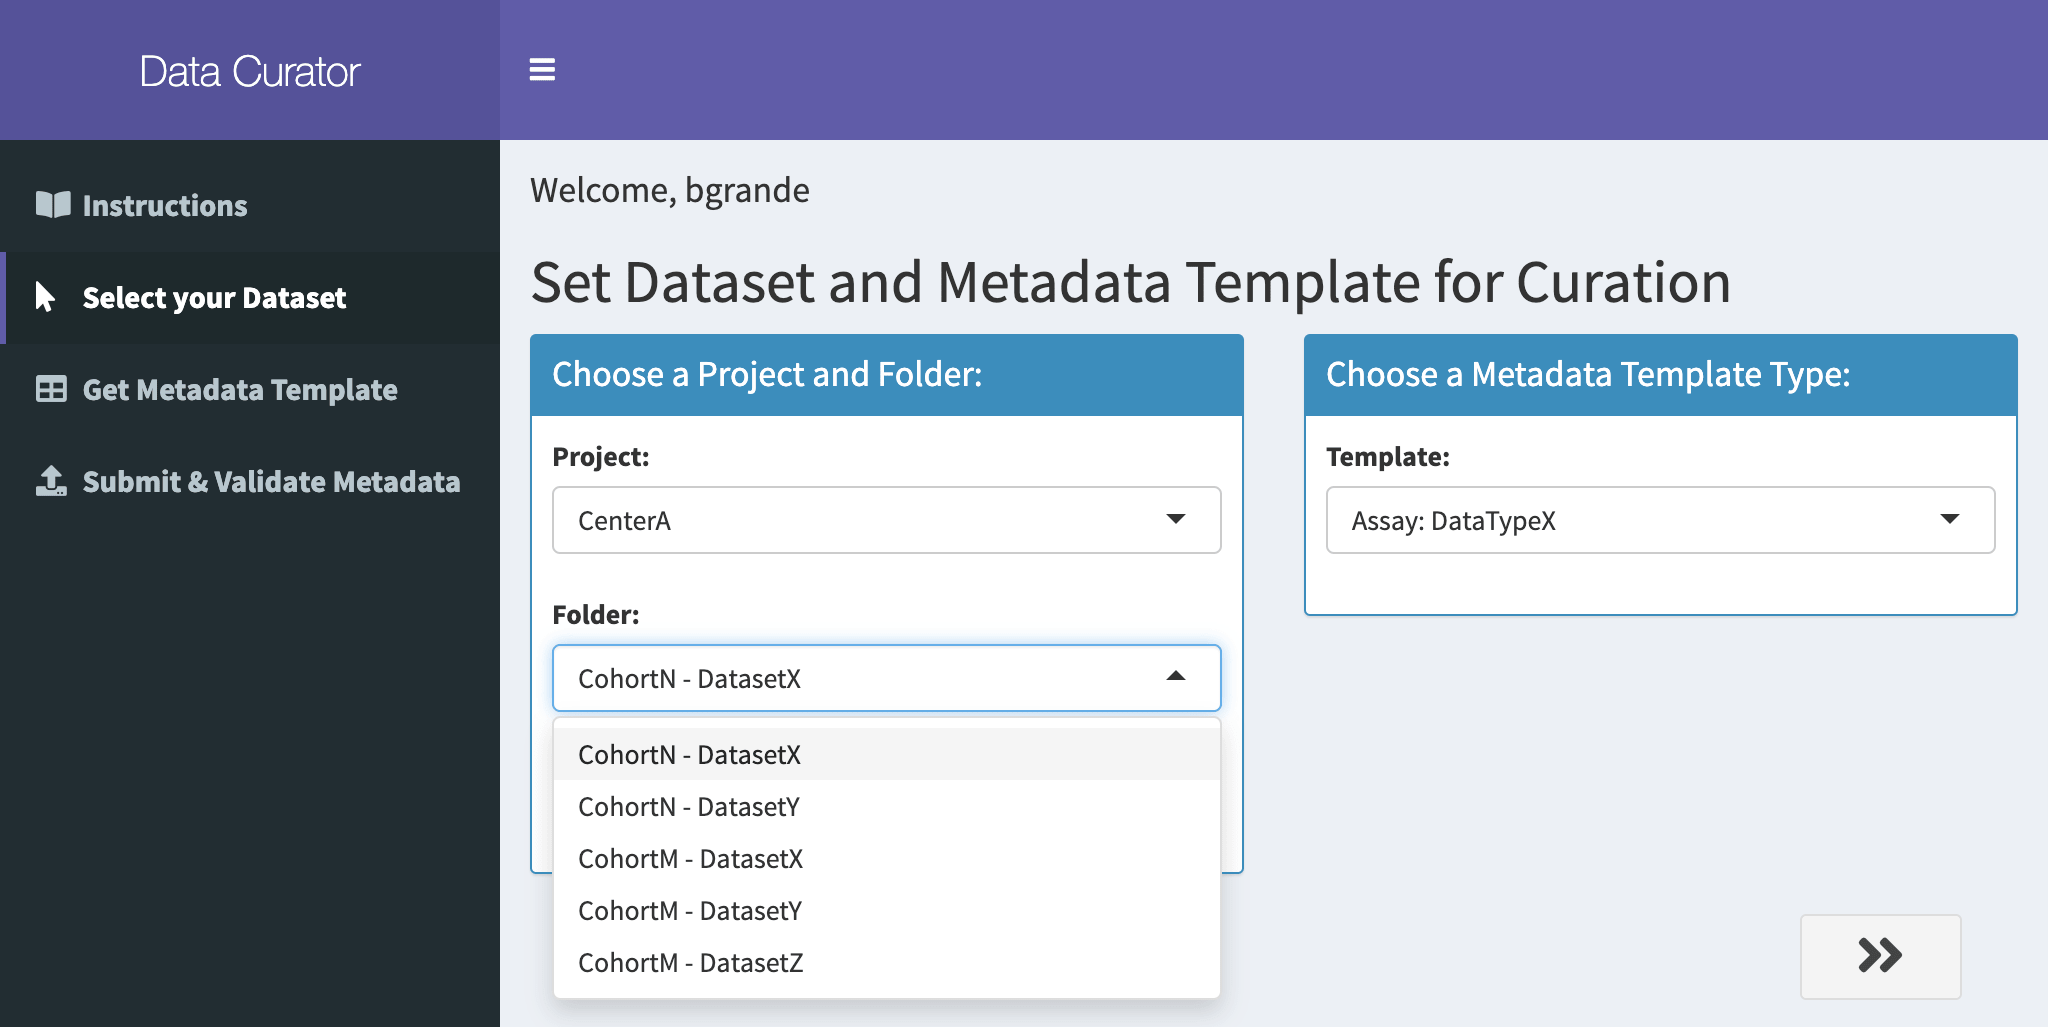 Data Curator
Instructions
Select your Dataset
Get Metadata Template
Submit & Validate Metadata
Welcome, bgrande
Set Dataset and Metadata Template for Curation
Choose a Project and Folder:
Project:
CenterA
Folder:
CohortN - DatasetX
CohortN - DatasetX
CohortN - DatasetY
CohortM - DatasetX
CohortM - DatasetY
CohortM - DatasetZ
Choose a Metadata Template Type:
Template:
Assay: DataTypeX